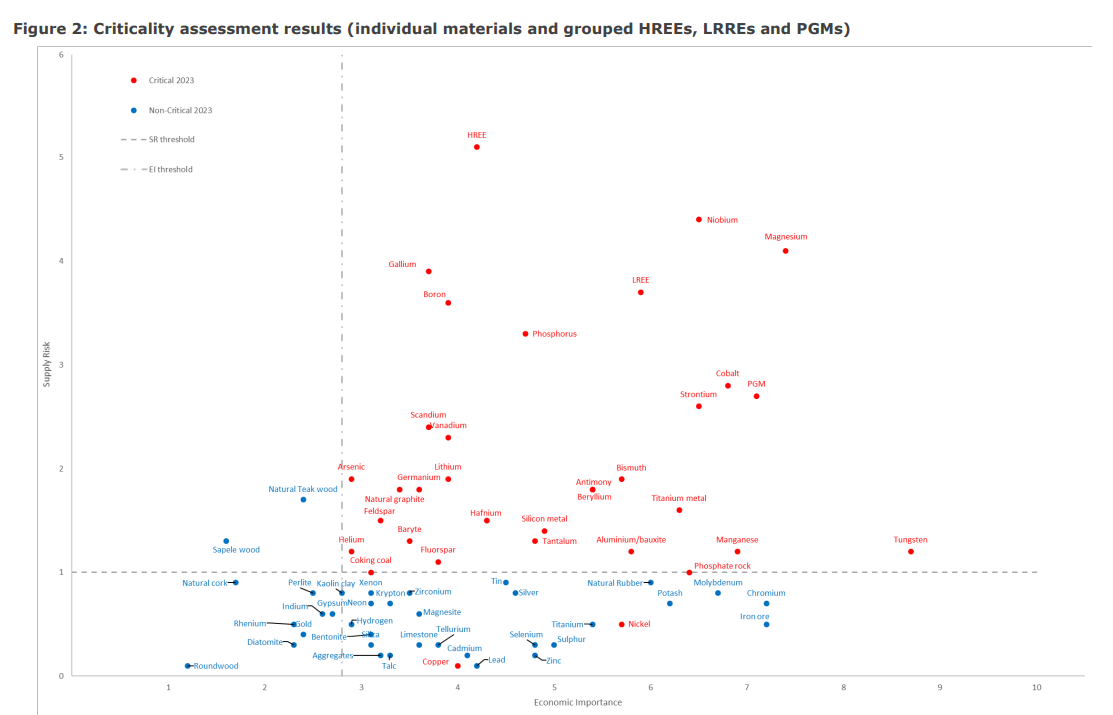 Figure 2: Criticality assessment results (individual materials and grouped HREEs, LRREs and PGMs)
6
Critical 2023
Non-Critical 2023
HREE
SR threshold
5
EI threshold
Niobium
Magnesium
4
Gallium
LREE
Boron
Phosphorus
Supply Risk
3
Cobalt
PGM
Strontium
Scandium
Vanadium
2
Arsenic
Lithium
Bismuth
Germanium
Antimony
Natural Teak wood
Natural graphite
Beryllium
Titanium metal
Feldspar
Hafnium
Silicon metal
Baryte
Helium
Tantalum
Aluminium/bauxite
Manganese
Tungsten
Sapele wood
Fluorspar
Coking coal
Phosphate rock
1
Natural cork
Perlite
Kaolin clay
Xenon
Krypton
Zirconium
Tin
Silver
Natural Rubber
Molybdenum
Potash
Chromium
Indium
Gypsum
Neon
Magnesite
Iron ore
Rhenium
Gold
Hydrogen
Titanium
Nickel
Diatomite
Bentonite
Silica
Limestone
Tellurium
Selenium
Sulphur
Aggregates
Cadmium
Roundwood
Talc
Copper
Lead
Zinc
0
1
2
3
4
5
6
7
8
9
10
Economic Importance